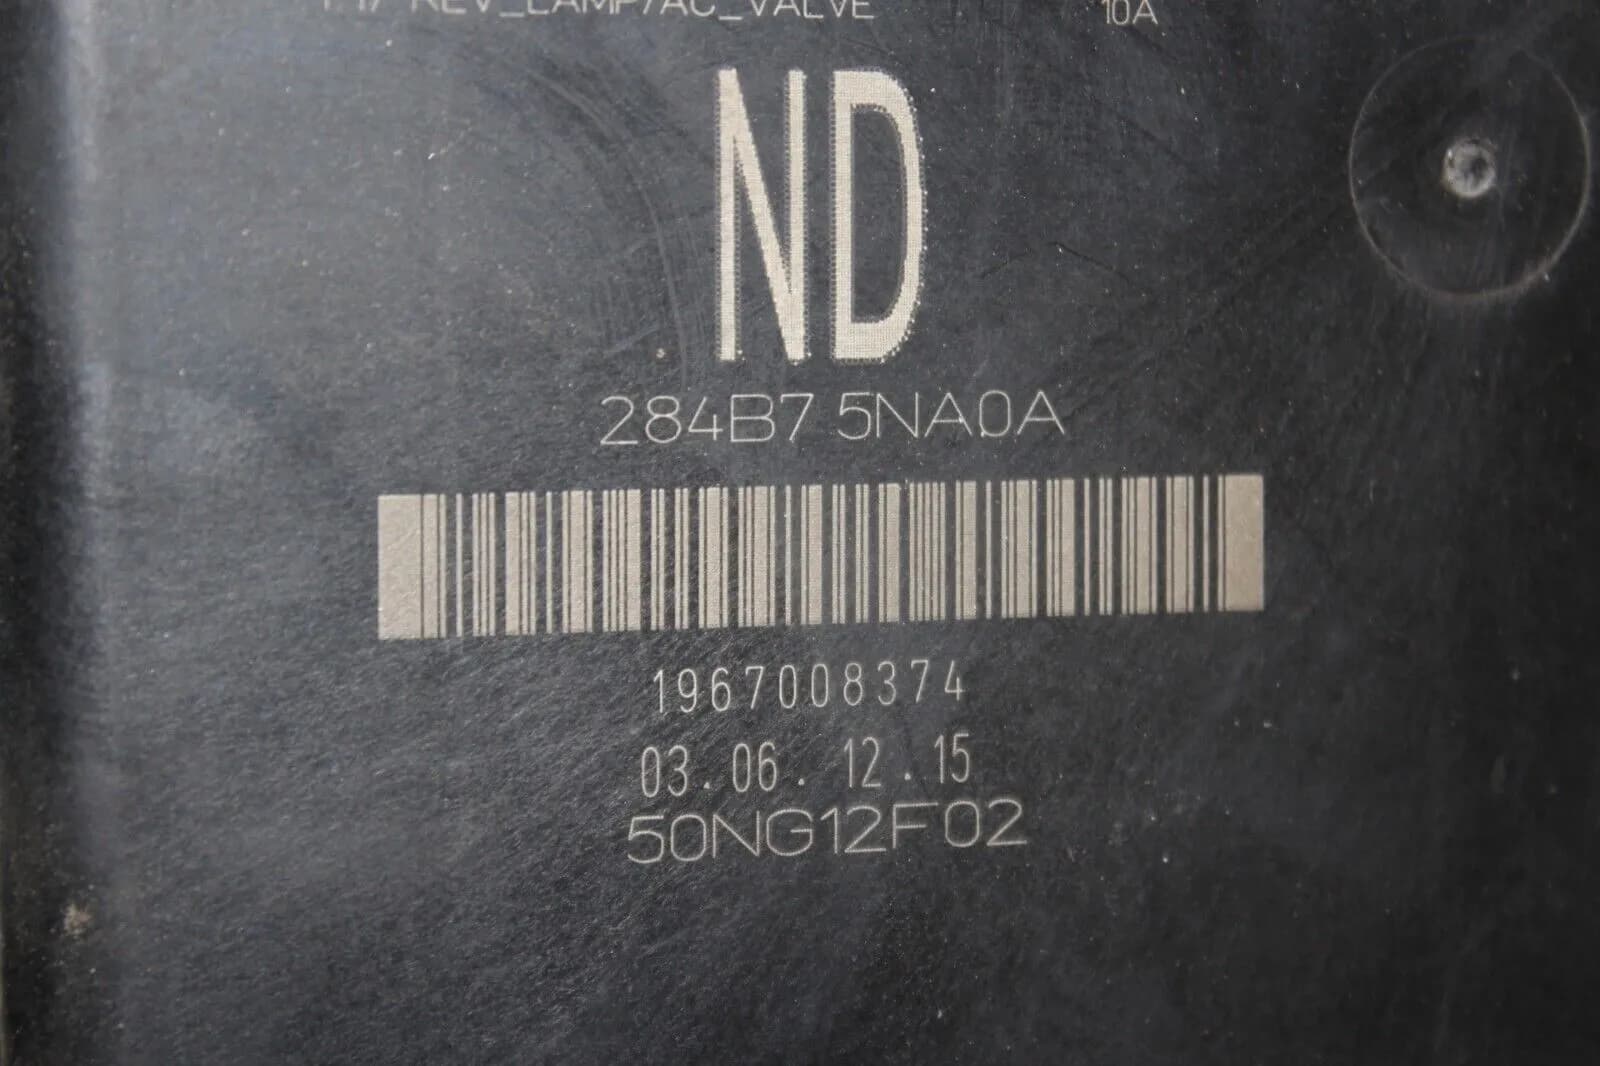 REV_LAMP/AC_VALVE 10A
ND
284B7 5NA0A
1967008374
03.06.12.15
50NG12F02